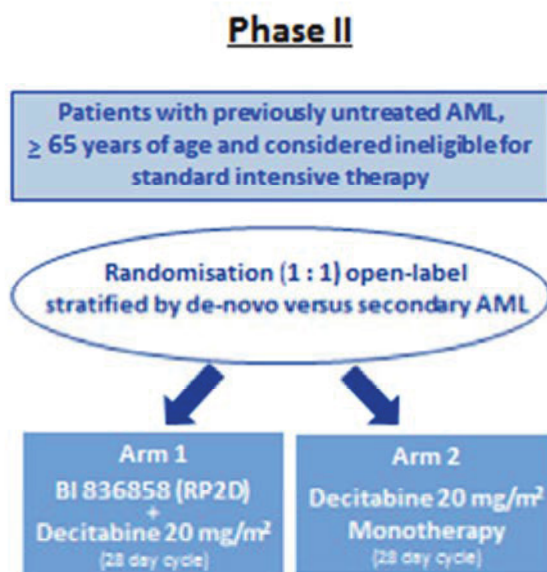 Phase II
Patients with previously untreated AML,
≥ 65 years of age and considered ineligible for
standard intensive therapy
Randomisation (1 : 1) open-label
stratified by de-novo versus secondary AML
Arm 1
BI 836858 (RP2D)
+
Decitabine 20 mg/m²
(28 day cycle)
Arm 2
Decitabine 20 mg/m²
Monotherapy
(28 day cycle)